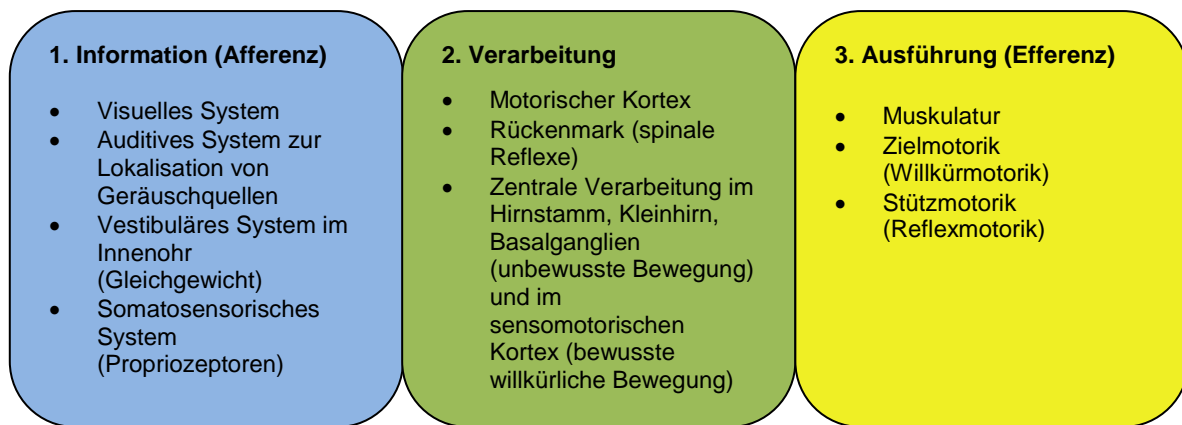 1. Information (Afferenz)
• Visuelles System
• Auditives System zur
Lokalisation von
Geräuschquellen
• Vestibuläres System im
Innenohr
(Gleichgewicht)
• Somatosensorisches
System
(Propriozeptoren)
2. Verarbeitung
• Motorischer Kortex
• Rückenmark (spinale
Reflexe)
• Zentrale Verarbeitung im
Hirnstamm, Kleinhirn,
Basalganglien
(unbewusste Bewegung)
und im
sensomotorischen
Kortex (bewusste
willkürliche Bewegung)
3. Ausführung (Efferenz)
• Muskulatur
• Zielmotorik
(Willkürmotorik)
• Stützmotorik
(Reflexmotorik)